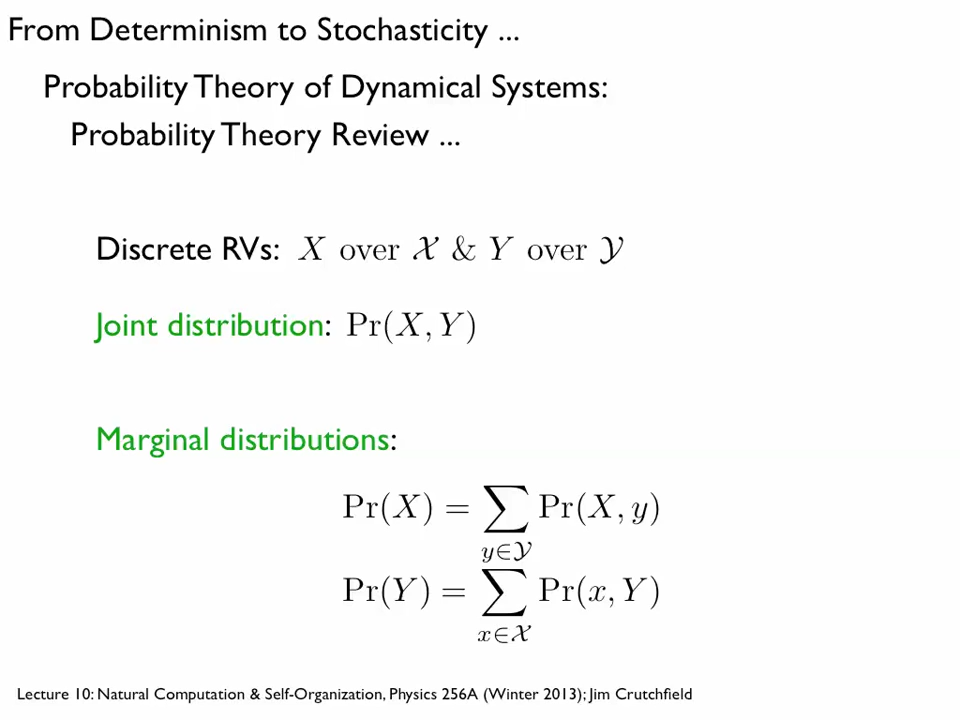 From Determinism to Stochasticity ...
Probability Theory of Dynamical Systems:
Probability Theory Review ...
Discrete RVs: X over 𝒳 & Y over 𝒴
Joint distribution: Pr(X, Y)
Marginal distributions:
Pr(X) = ∑_{y∈𝒴} Pr(X, y)
Pr(Y) = ∑_{x∈𝒳} Pr(x, Y)
Lecture 10: Natural Computation & Self-Organization, Physics 256A (Winter 2013); Jim Crutchfield